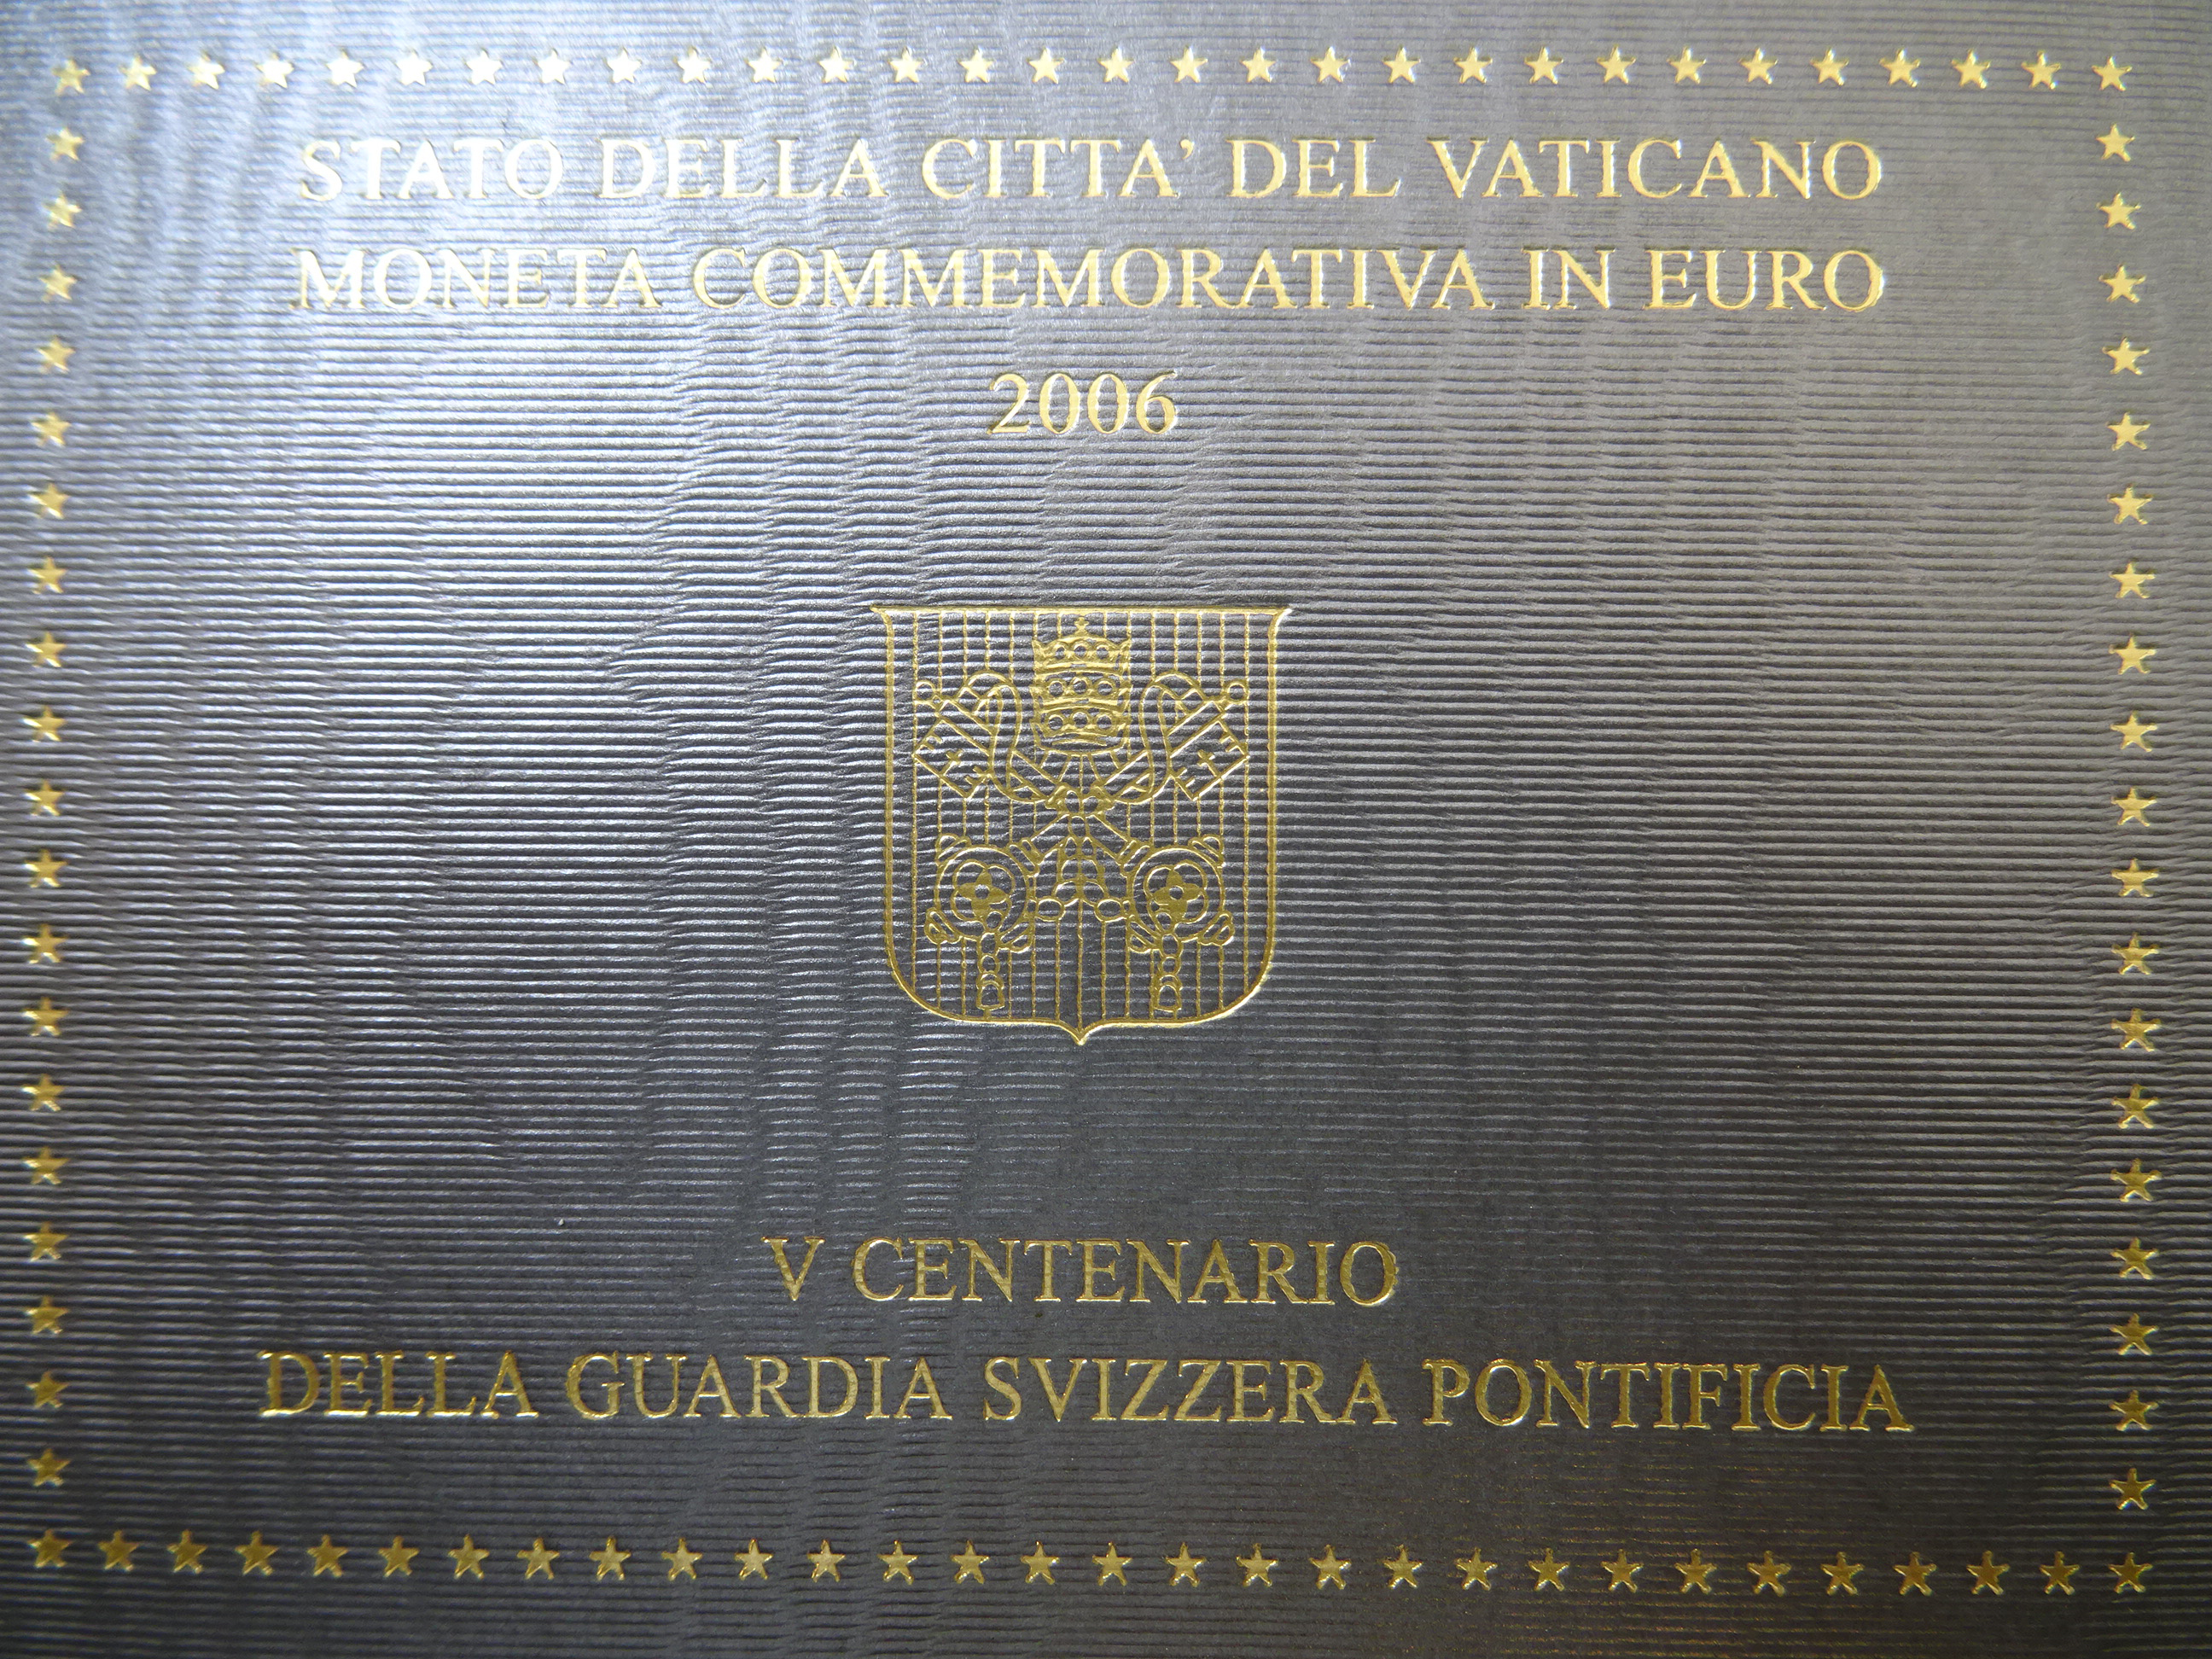 STATO DELLA CITTA' DEL VATICANO
MONETA COMMEMORATIVA IN EURO
2006
V CENTENARIO
DELLA GUARDIA SVIZZERA PONTIFICIA